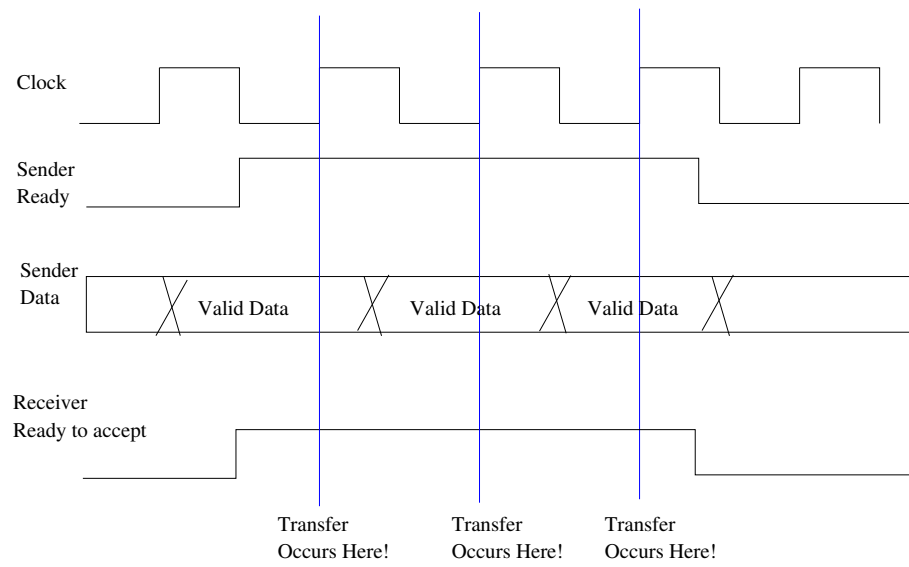 Clock
Sender
Ready
Sender
Data
Valid Data
Valid Data
Valid Data
Receiver
Ready to accept
Transfer
Occurs Here!
Transfer
Occurs Here!
Transfer
Occurs Here!